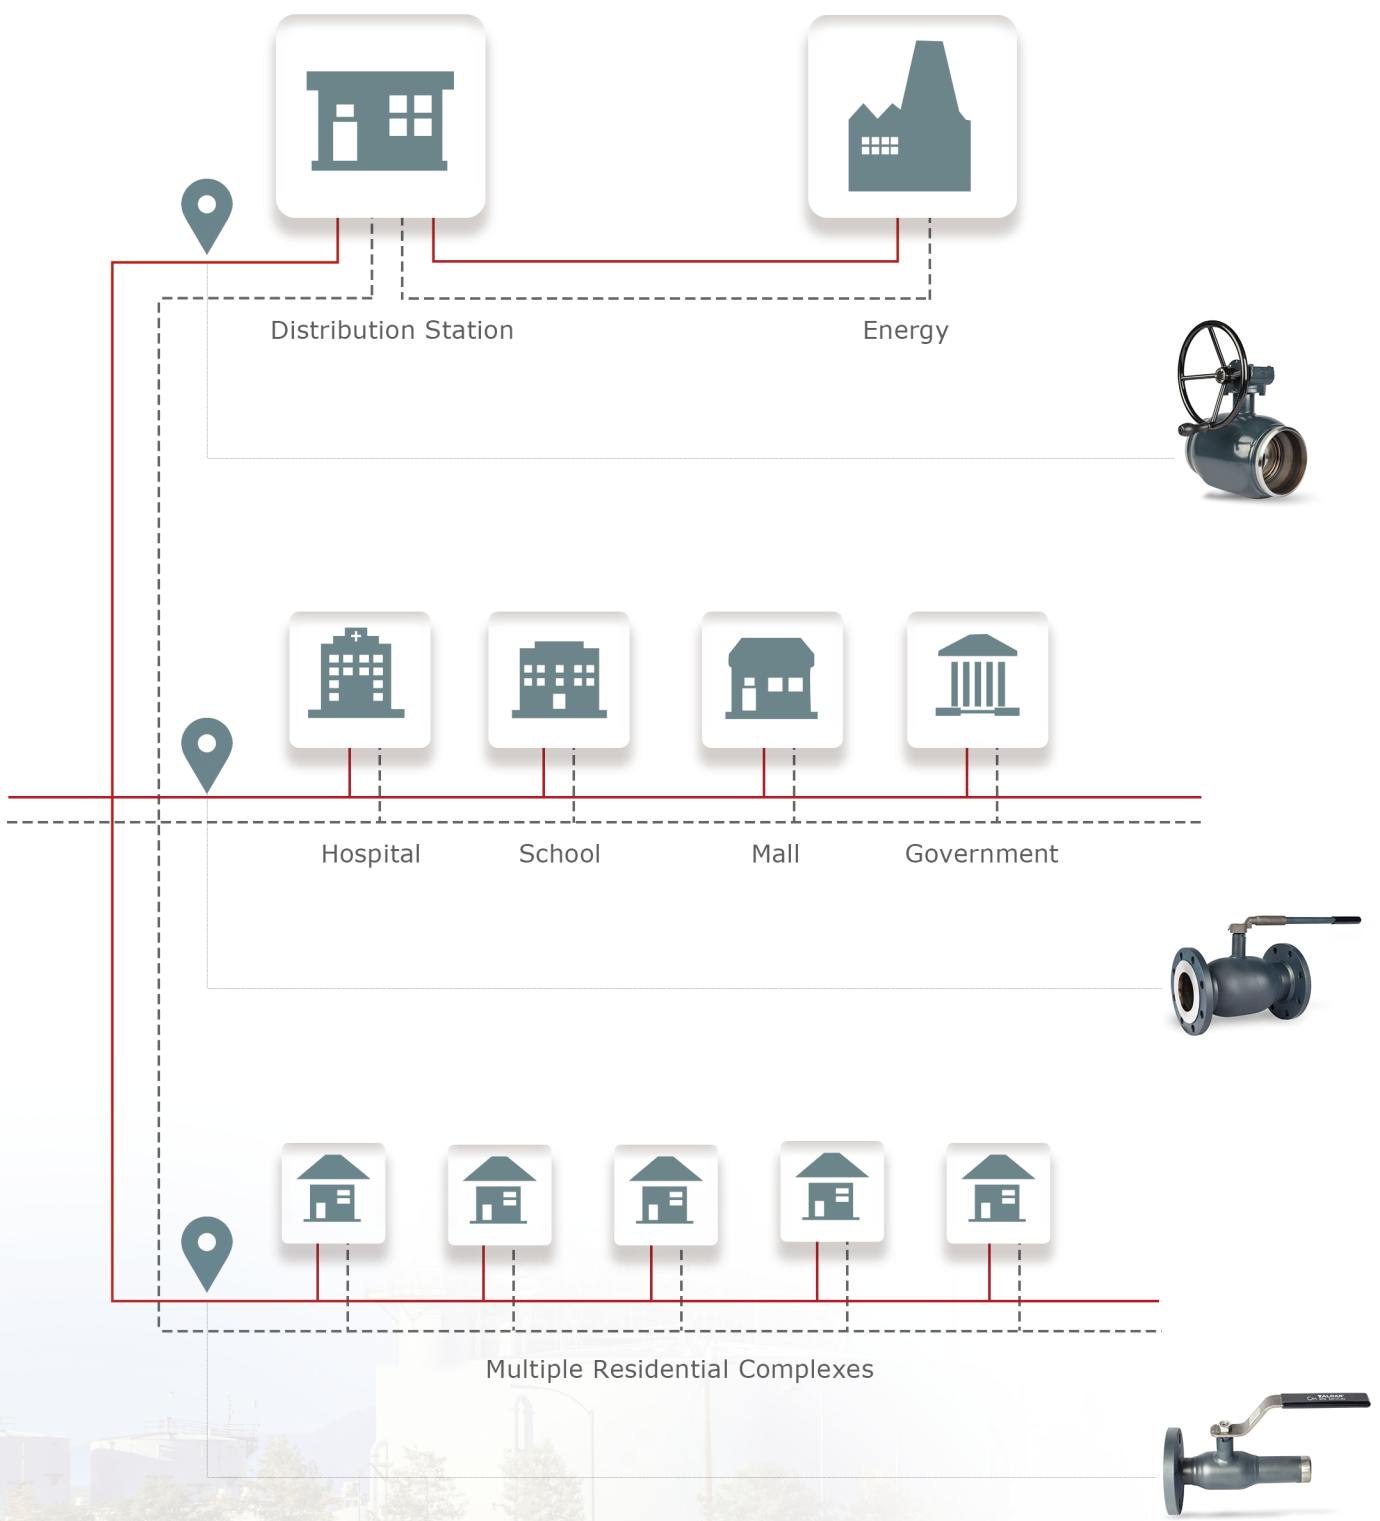 Distribution Station
Energy
Hospital
School
Mall
Government
Multiple Residential Complexes